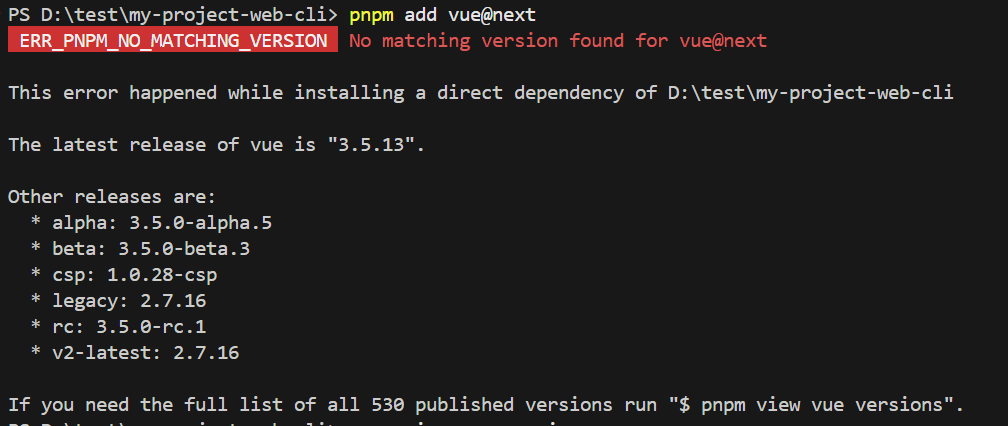 PS D:\test\my-project-web-cli> pnpm add vue@next
ERR_PNPM_NO_MATCHING_VERSION No matching version found for vue@next
This error happened while installing a direct dependency of D:\test\my-project-web-cli
The latest release of vue is "3.5.13".
Other releases are:
* alpha: 3.5.0-alpha.5
* beta: 3.5.0-beta.3
* csp: 1.0.28-csp
* legacy: 2.7.16
* rc: 3.5.0-rc.1
* v2-latest: 2.7.16
If you need the full list of all 530 published versions run "$ pnpm view vue versions".